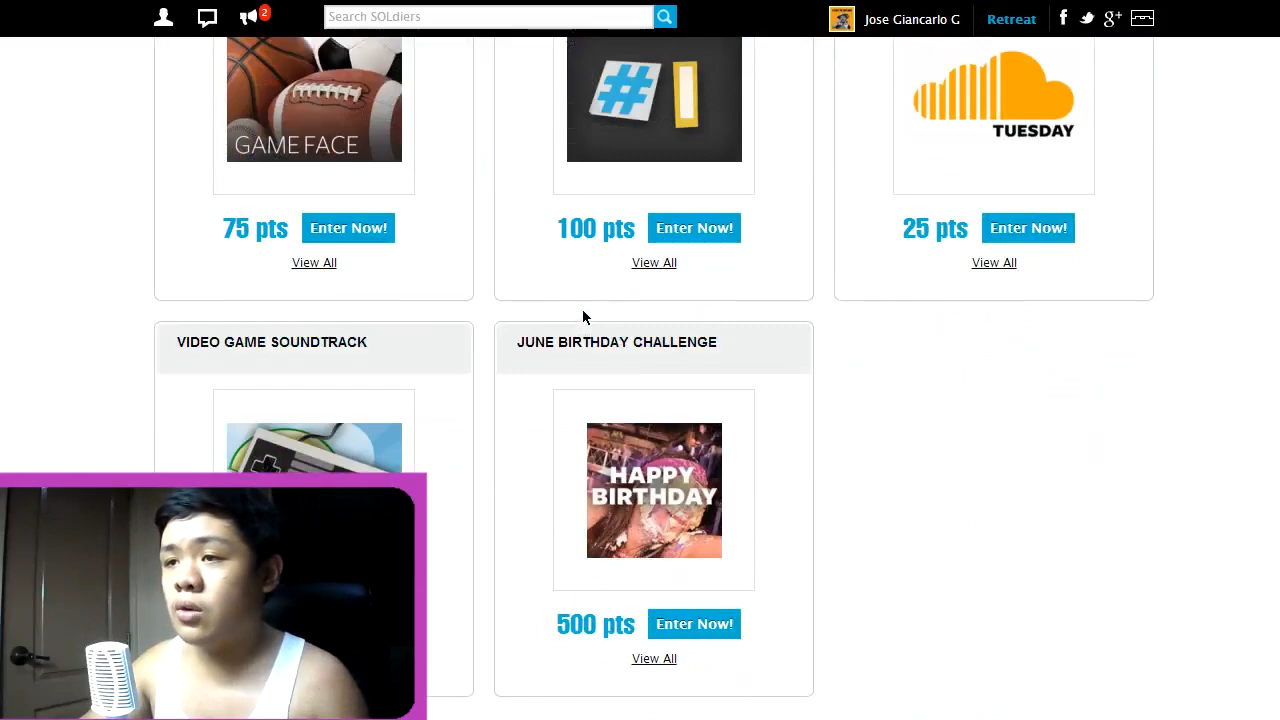 2
Search SOLdiers
Jose Giancarlo G
Retreat
GAME FACE
#1
TUESDAY
75 pts
Enter Now!
View All
100 pts
Enter Now!
View All
25 pts
Enter Now!
View All
VIDEO GAME SOUNDTRACK
JUNE BIRTHDAY CHALLENGE
HAPPY
BIRTHDAY
500 pts
Enter Now!
View All